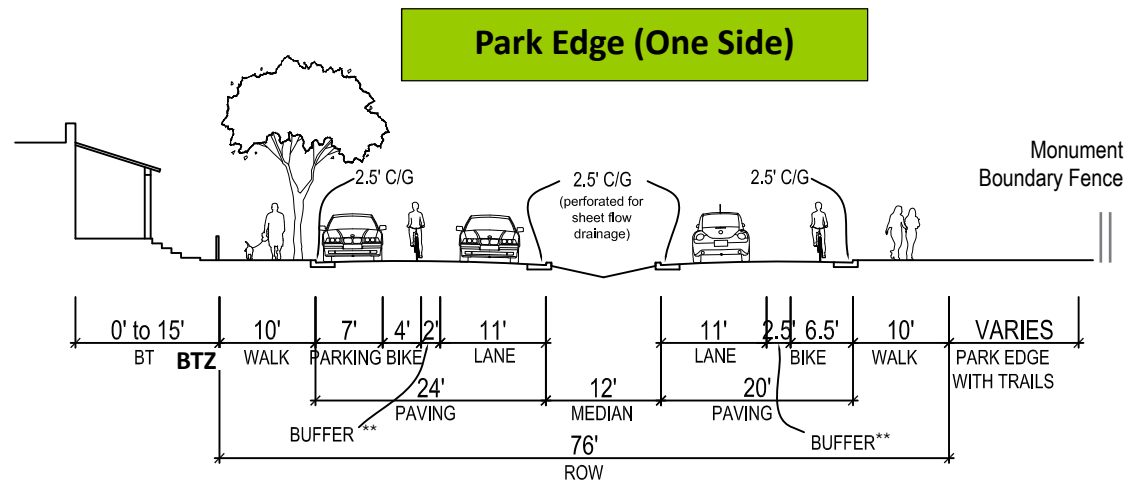 Park Edge (One Side)
Monument
Boundary Fence
2.5' C/G
2.5' C/G
(perforated for
sheet flow
drainage)
2.5' C/G
0' to 15'
BT
BTZ
10'
WALK
7'
PARKING
4'
BIKE
2'
11'
LANE
11'
LANE
2.5'
6.5'
BIKE
10'
WALK
VARIES
PARK EDGE
WITH TRAILS
24'
PAVING
12'
MEDIAN
20'
PAVING
BUFFER **
BUFFER**
76'
ROW